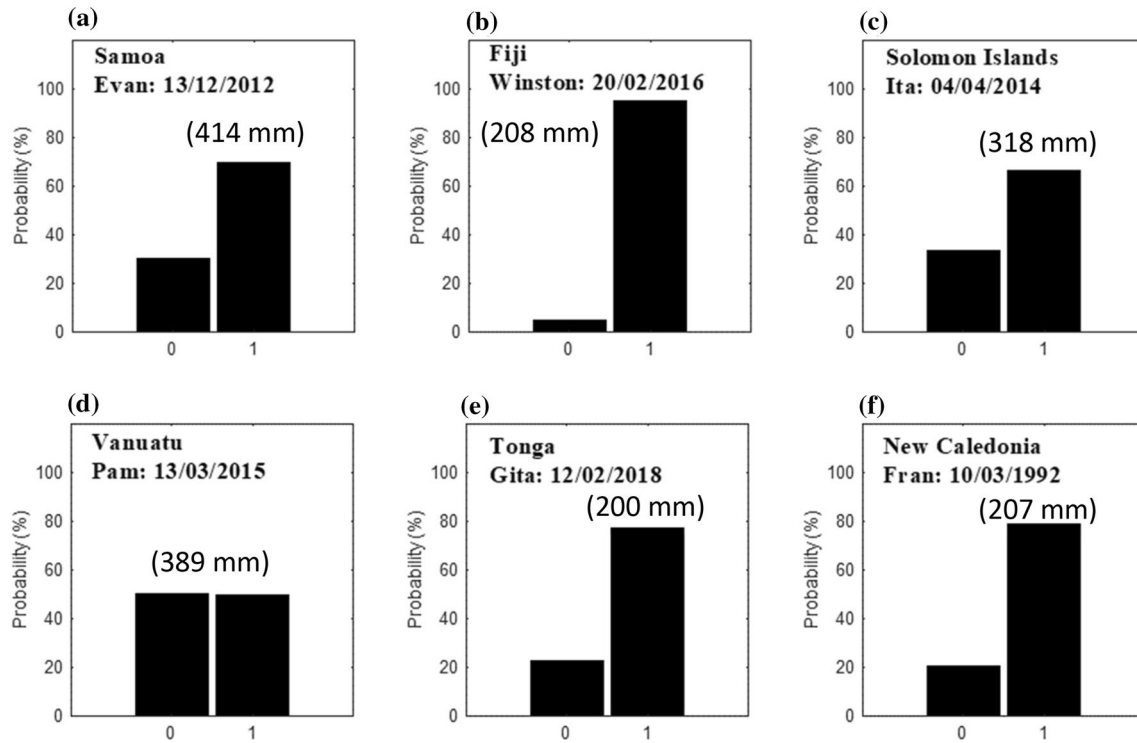 (a)
Samoa
Evan: 13/12/2012
(414 mm)
Probability (%)
100
80
60
40
20
0
0 1
(b)
Fiji
Winston: 20/02/2016
(208 mm)
Probability (%)
100
80
60
40
20
0
0 1
(c)
Solomon Islands
Ita: 04/04/2014
(318 mm)
Probability (%)
100
80
60
40
20
0
0 1
(d)
Vanuatu
Pam: 13/03/2015
(389 mm)
Probability (%)
100
80
60
40
20
0
0 1
(e)
Tonga
Gita: 12/02/2018
(200 mm)
Probability (%)
100
80
60
40
20
0
0 1
(f)
New Caledonia
Fran: 10/03/1992
(207 mm)
Probability (%)
100
80
60
40
20
0
0 1